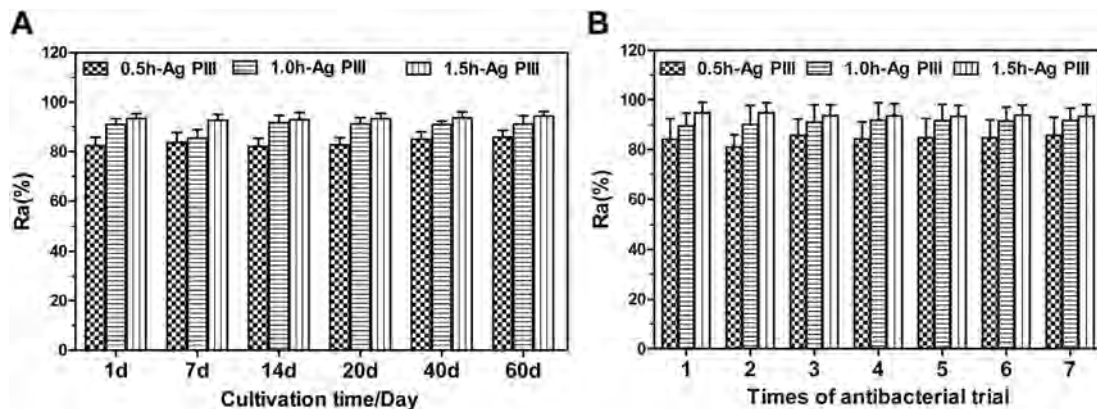 A
120
0.5h-Ag PIII 1.0h-Ag PIII 1.5h-Ag PIII
100
80
60
40
20
0
Ra(%)
1d 7d 14d 20d 40d 60d
Cultivation time/Day
B
120
0.5h-Ag PIII 1.0h-Ag PIII 1.5h-Ag PIII
100
80
60
40
20
0
Ra(%)
1 2 3 4 5 6 7
Times of antibacterial trial